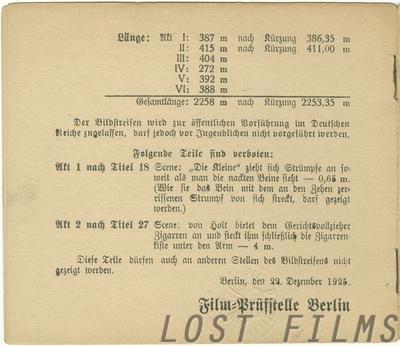 Länge: Akt I: 387 m nach Kürzung 386,35 m
II: 415 m nach Kürzung 411,00 m
III: 404 m
IV: 272 m
V: 392 m
VI: 388 m
Gesamtlänge: 2258 m nach Kürzung 2253,35 m
Der Bildstreifen wird zur öffentlichen Vorführung im Deutschen
Reiche zugelassen, darf jedoch vor Jugendlichen nicht vorgeführt werden.
Folgende Teile sind verboten:
Akt 1 nach Titel 18 Scene: „Die Kleine" zieht sich Strümpfe an so-
weit als man die nackten Beine sieht — 0,65 m.
(Wie sie das Bein mit dem an den Zehen zer-
rissenen Strumpf von sich streckt, darf gezeigt
werden.)
Akt 2 nach Titel 27 Scene: von Holt bietet dem Gerichtsvollzieher
Zigarren an und steckt ihm schließlich die Zigarren-
kiste unter den Arm — 4 m.
Diese Teile dürfen auch an anderen Stellen des Bildstreifens nicht
gezeigt werden.
Berlin, den 22. Dezember 1925.
Film-Prüfstelle Berlin
LOST FILMS